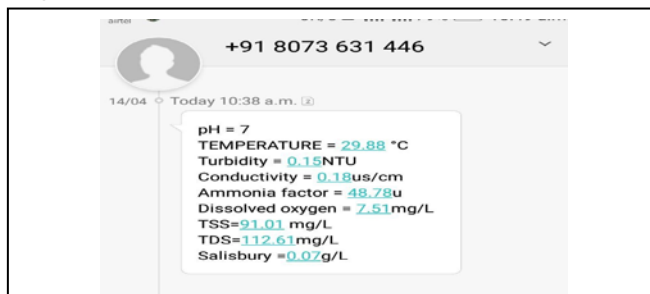 airtel
+91 8073 631 446
14/04 Today 10:38 a.m. 2
pH = 7
TEMPERATURE = 29.88 °C
Turbidity = 0.15NTU
Conductivity = 0.18us/cm
Ammonia factor = 48.78u
Dissolved oxygen = 7.51mg/L
TSS=91.01 mg/L
TDS=112.61mg/L
Salisbury =0.07g/L